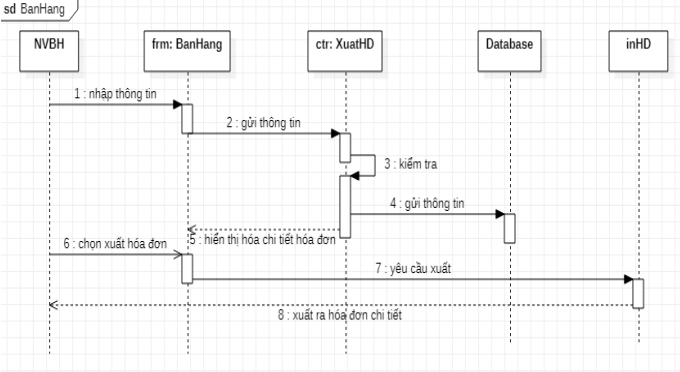 sd BanHang
NVBH
frm: BanHang
ctr: XuatHD
Database
inHD
1 : nhập thông tin
2 : gửi thông tin
3 : kiểm tra
4 : gửi thông tin
5 : hiển thị hóa chi tiết hóa đơn
6 : chọn xuất hóa đơn
7 : yêu cầu xuất
8 : xuất ra hóa đơn chi tiết